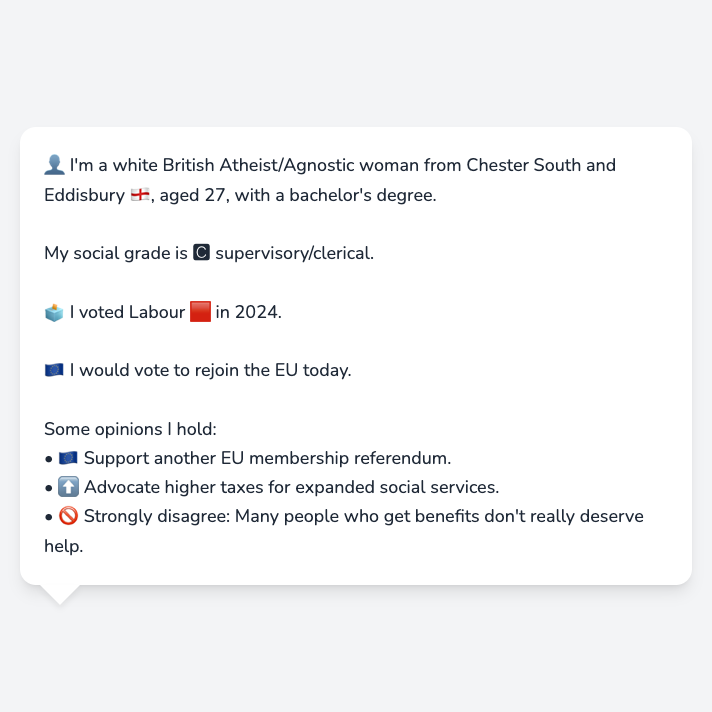 👤 I'm a white British Atheist/Agnostic woman from Chester South and
Eddisbury 🏴󠁧󠁢󠁥󠁮󠁧󠁿, aged 27, with a bachelor's degree.
My social grade is 🅲 supervisory/clerical.
🗳️ I voted Labour 🟥 in 2024.
🇪🇺 I would vote to rejoin the EU today.
Some opinions I hold:
• 🇪🇺 Support another EU membership referendum.
• ⬆️ Advocate higher taxes for expanded social services.
• 🚫 Strongly disagree: Many people who get benefits don't really deserve
help.